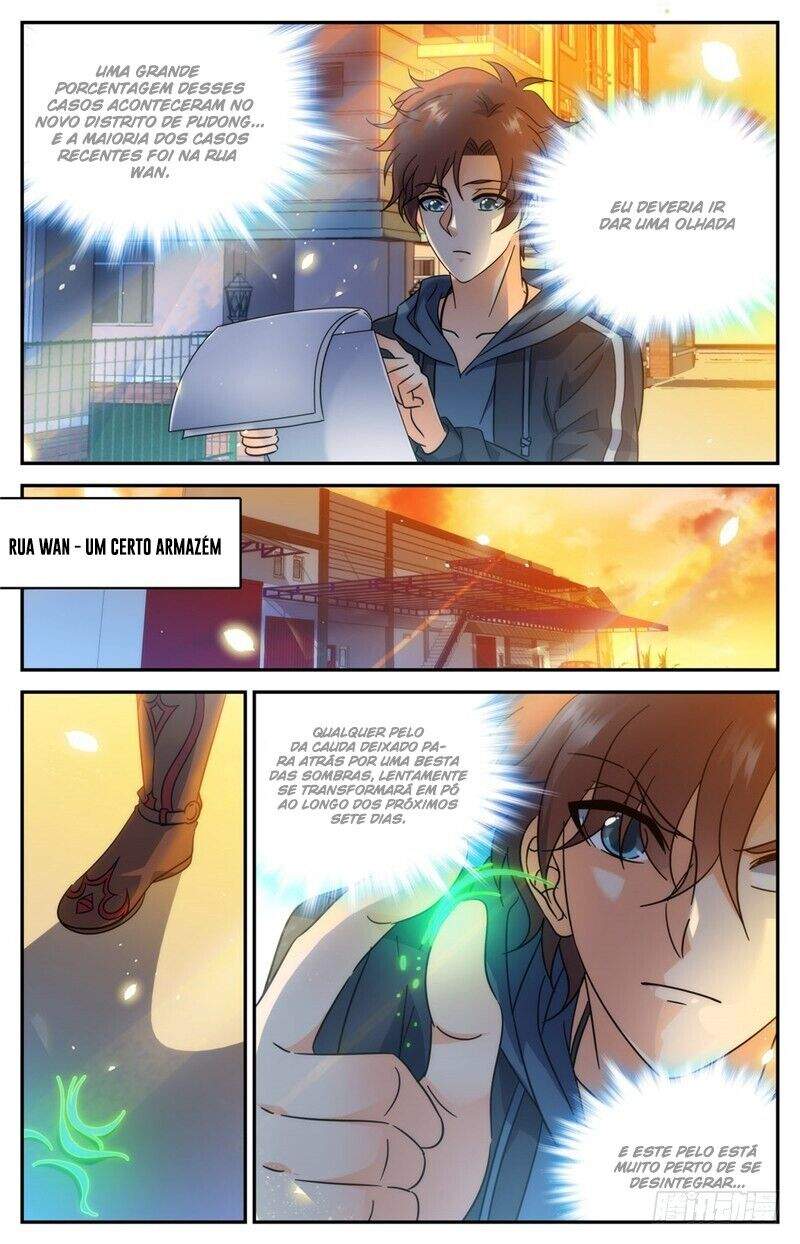 UMA GRANDE
PORCENTAGEM DESSES
CASOS ACONTECERAM NO
NOVO DISTRITO DE PUDONG...
E A MAIORIA DOS CASOS
RECENTES FOI NA RUA
WAN.
EU DEVERIA IR
DAR UMA OLHADA
RUA WAN - UM CERTO ARMAZÉM
QUALQUER PELO
DA CAUDA DEIXADO PA-
RA ATRÁS POR UMA BESTA
DAS SOMBRAS, LENTAMENTE
SE TRANSFORMARÁ EM PÓ
AO LONGO DOS PRÓXIMOS
SETE DIAS.
E ESTE PELO ESTÁ
MUITO PERTO DE SE
DESINTEGRAR...